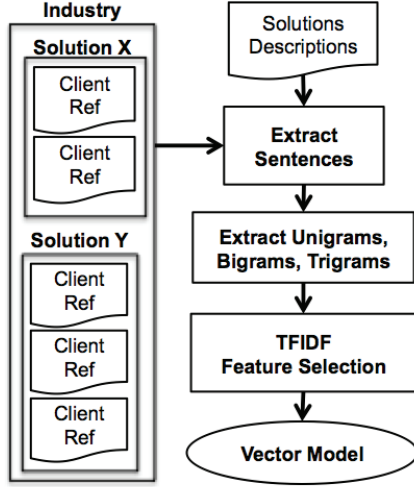 Industry
Solution X
Client
Ref
Client
Ref
Solution Y
Client
Ref
Client
Ref
Client
Ref
Solutions
Descriptions
Extract
Sentences
Extract Unigrams,
Bigrams, Trigrams
TFIDF
Feature Selection
Vector Model